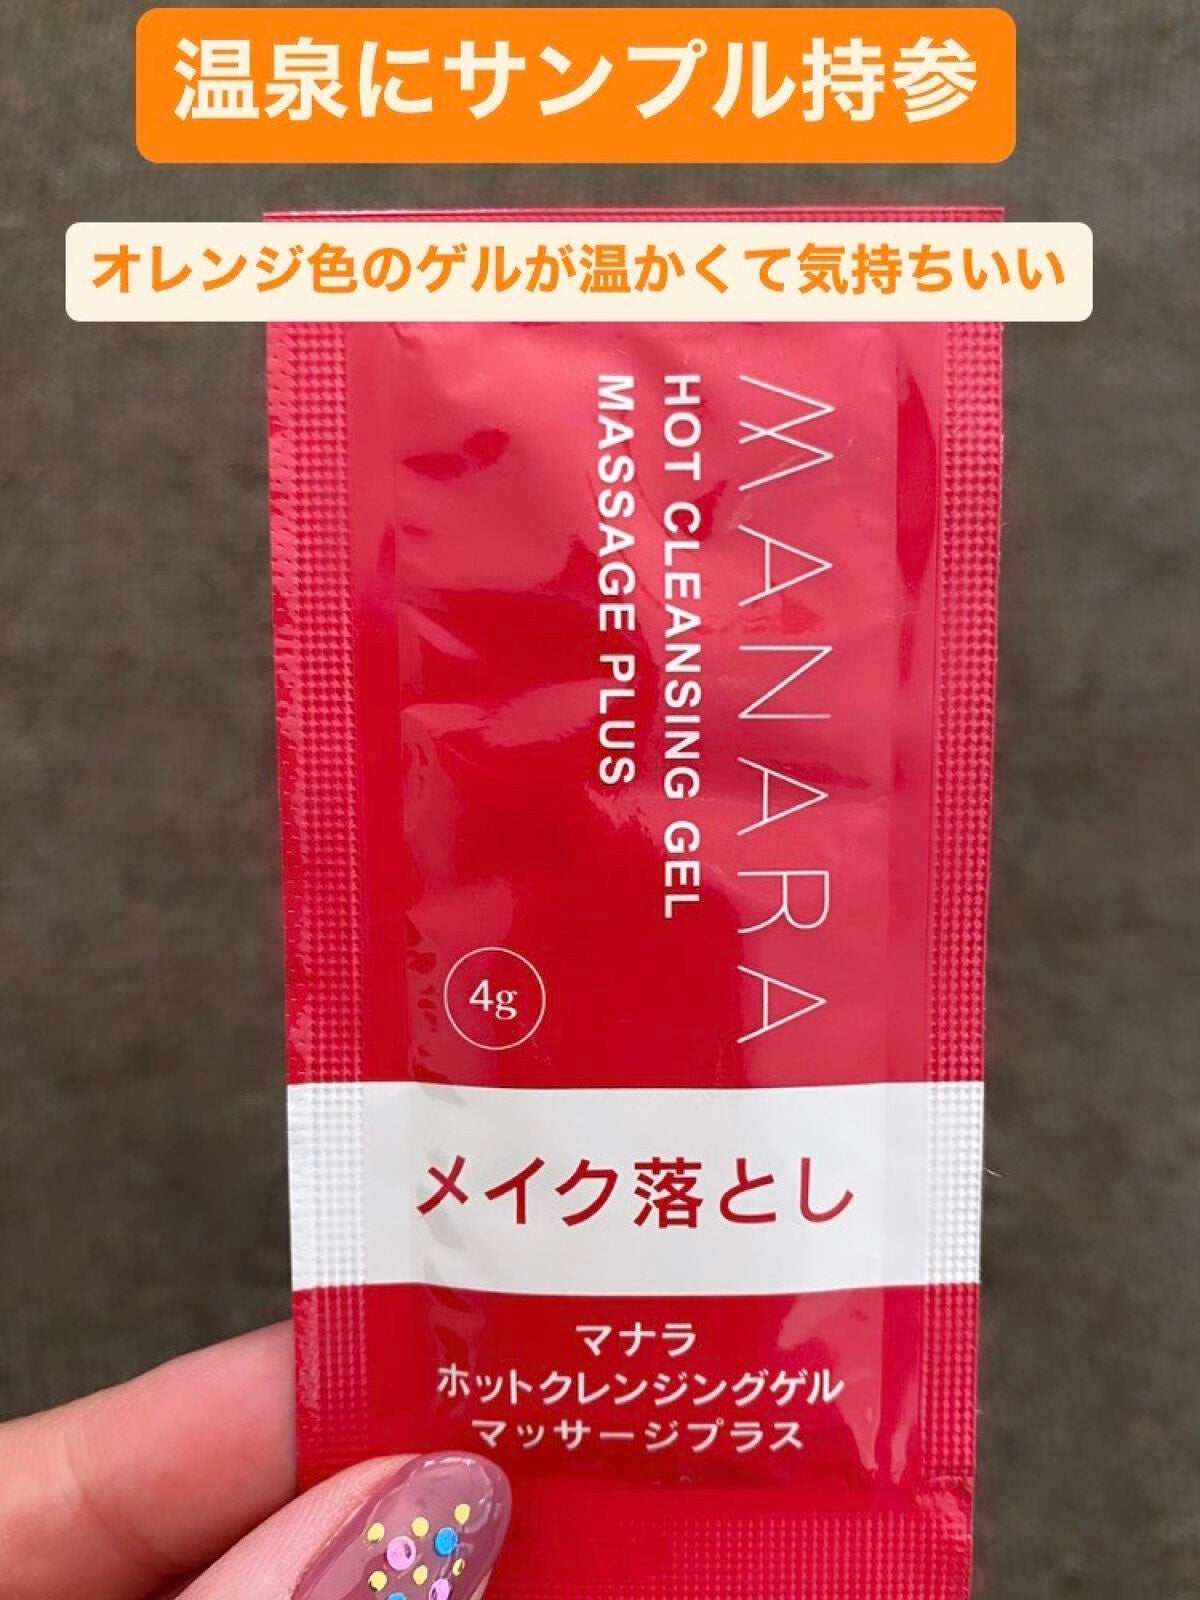 温泉にサンプル持参
オレンジ色のゲルが温かくて気持ちいい
MANARA
HOT CLEANSING GEL
MASSAGE PLUS
4g
メイク落とし
マナラ
ホットクレンジングゲル
マッサージプラス